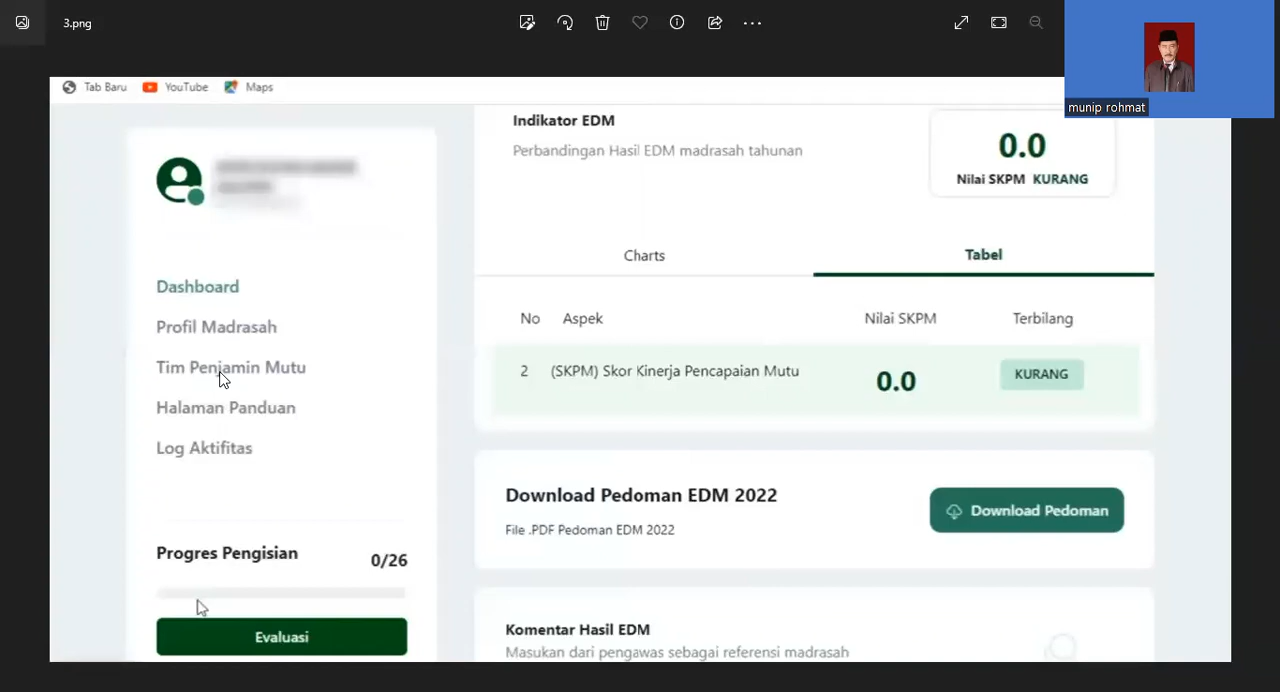 3.png
munip rohmat
Tab Baru YouTube Maps
Indikator EDM
Perbandingan Hasil EDM madrasah tahunan
0.0
Nilai SKPM KURANG
Charts Tabel
No Aspek Nilai SKPM Terbilang
2 (SKPM) Skor Kinerja Pencapaian Mutu 0.0 KURANG
Dashboard
Profil Madrasah
Tim Penjamin Mutu
Halaman Panduan
Log Aktifitas
Progres Pengisian 0/26
Evaluasi
Download Pedoman EDM 2022
File .PDF Pedoman EDM 2022
Download Pedoman
Komentar Hasil EDM
Masukan dari pengawas sebagai referensi madrasah